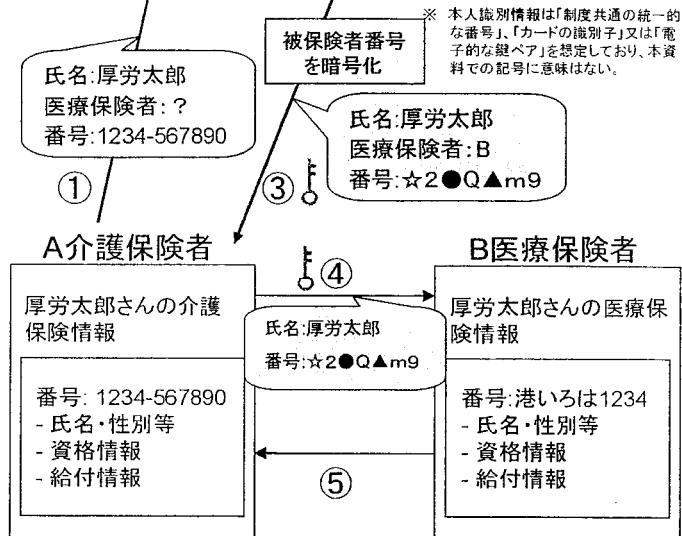 ※ 本人識別情報は「制度共通の統一的
な番号」、「カードの識別子」又は「電
子的な鍵ペア」を想定しており、本資
料での記号に意味はない。
被保険者番号
を暗号化
氏名:厚労太郎
医療保険者:?
番号:1234-567890
氏名:厚労太郎
医療保険者:B
番号:☆2●Q▲m9
①
③
A介護保険者
④
B医療保険者
厚労太郎さんの介護
保険情報
氏名:厚労太郎
番号:☆2●Q▲m9
厚労太郎さんの医療保
険情報
番号: 1234-567890
- 氏名・性別等
- 資格情報
- 給付情報
番号:港いろは1234
- 氏名・性別等
- 資格情報
- 給付情報
⑤